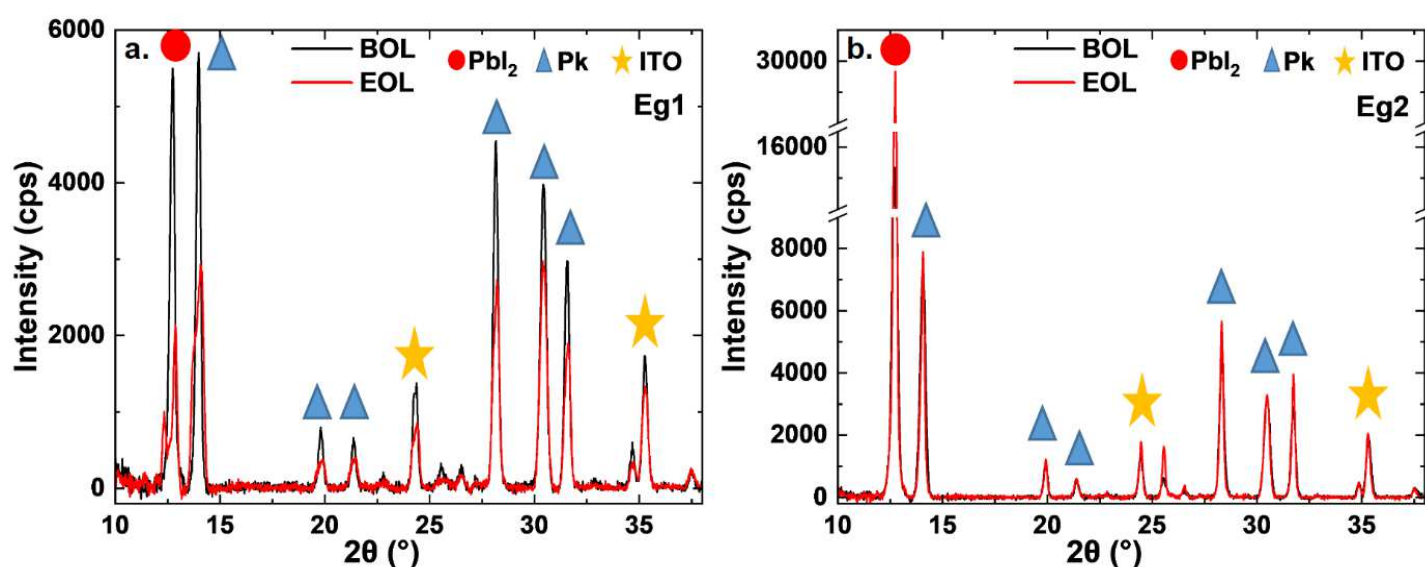 a.
BOL
EOL
PbI₂
Pk
ITO
Eg1
6000
4000
2000
0
Intensity (cps)
10
15
20
25
30
35
2θ (°)
b.
BOL
EOL
PbI₂
Pk
ITO
Eg2
30000
16000
8000
6000
4000
2000
0
Intensity (cps)
10
15
20
25
30
35
2θ (°)